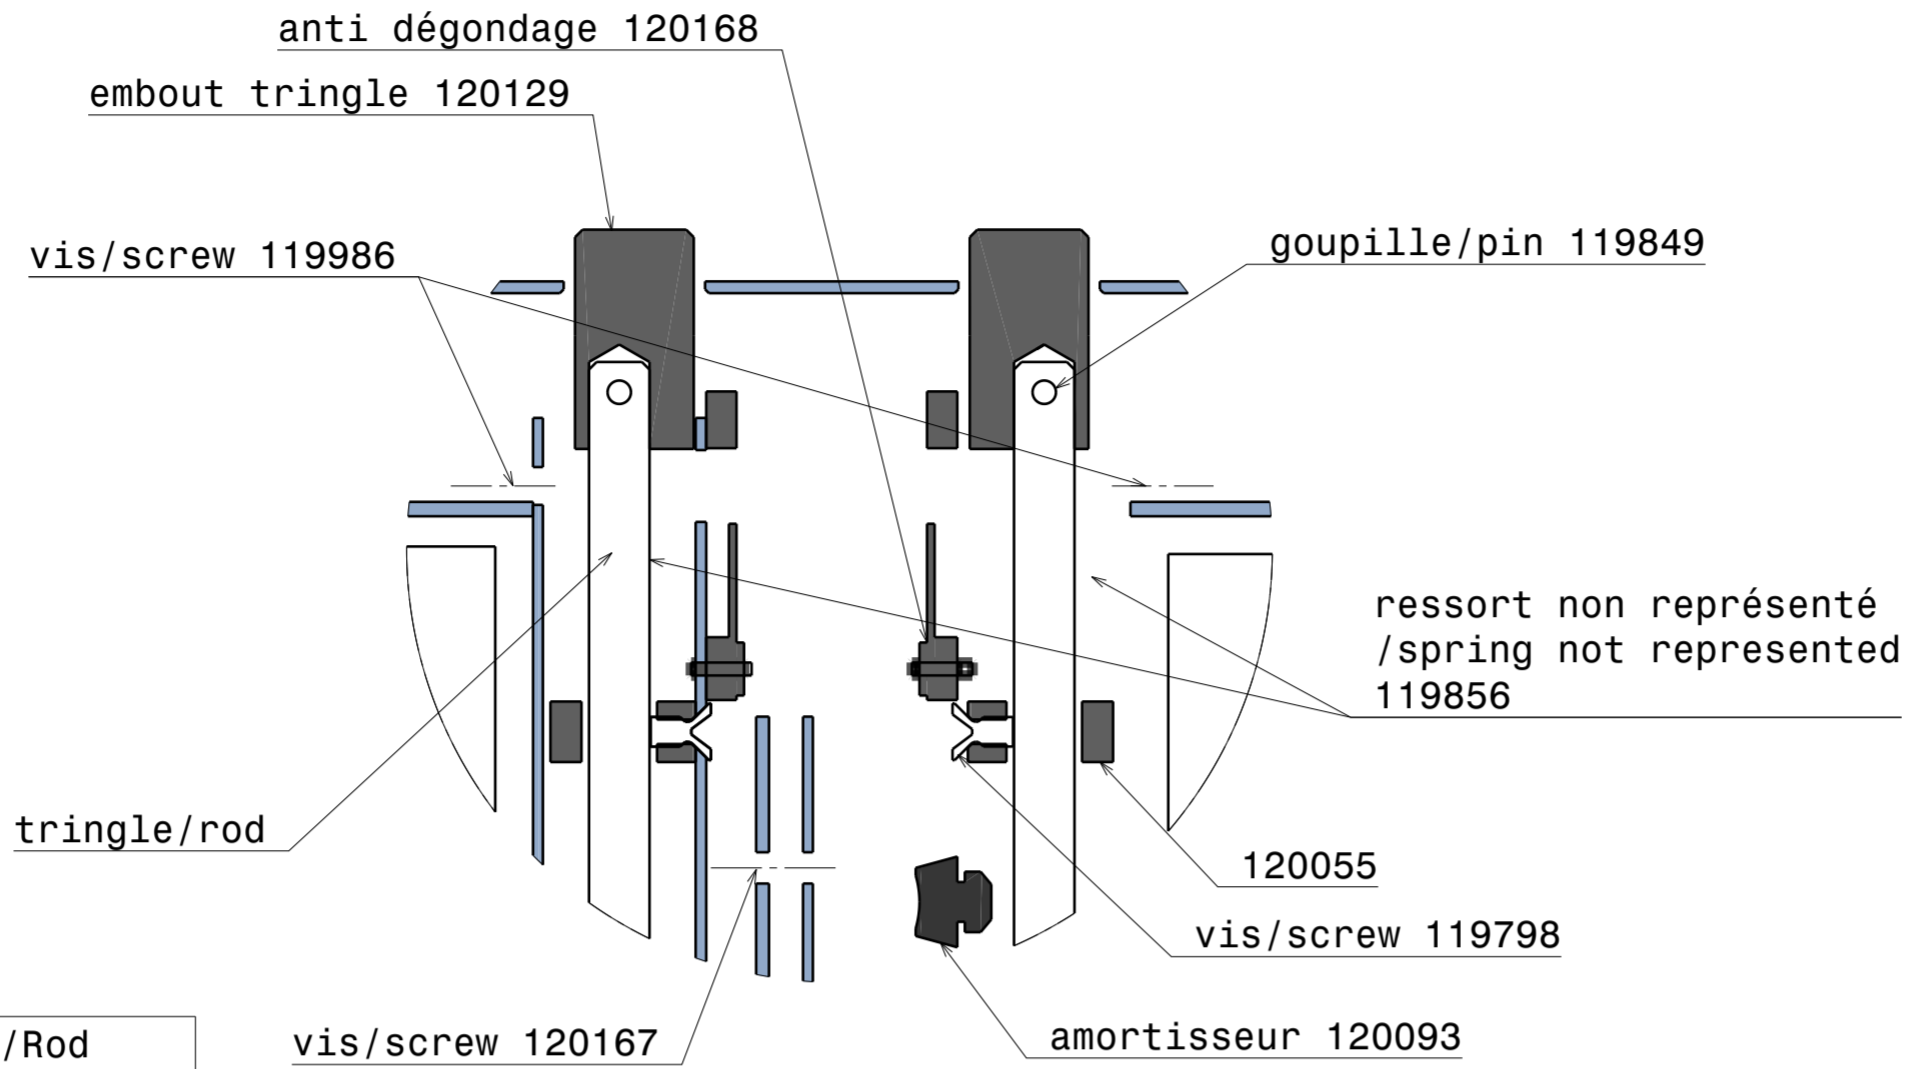 anti dégondage 120168
embout tringle 120129
vis/screw 119986
goupille/pin 119849
ressort non représenté
/spring not represented
119856
tringle/rod
120055
vis/screw 119798
vis/screw 120167
amortisseur 120093
/Rod